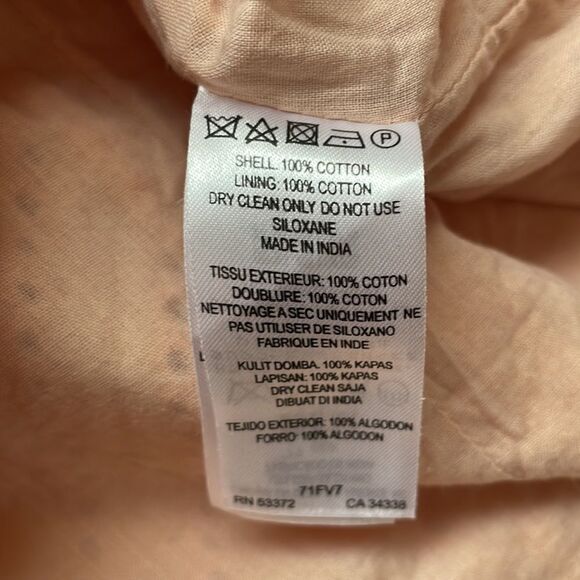 P
SHELL. 100% COTTON
LINING: 100% COTTON
DRY CLEAN ONLY DO NOT USE
SILOXANE
MADE IN INDIA
TISSU EXTERIEUR: 100% COTON
DOUBLURE: 100% COTON
NETTOYAGE A SEC UNIQUEMENT NE
PAS UTILISER DE SILOXANO
FABRIQUE EN INDE
KULIT DOMBA. 100% KAPAS
LAPISAN: 100% KAPAS
DRY CLEAN SAJA
DIBUAT DI INDIA
TEJIDO EXTERIOR: 100% ALGODON
FORRO: 100% ALGODON
71FV7
RN 53372 CA 34338